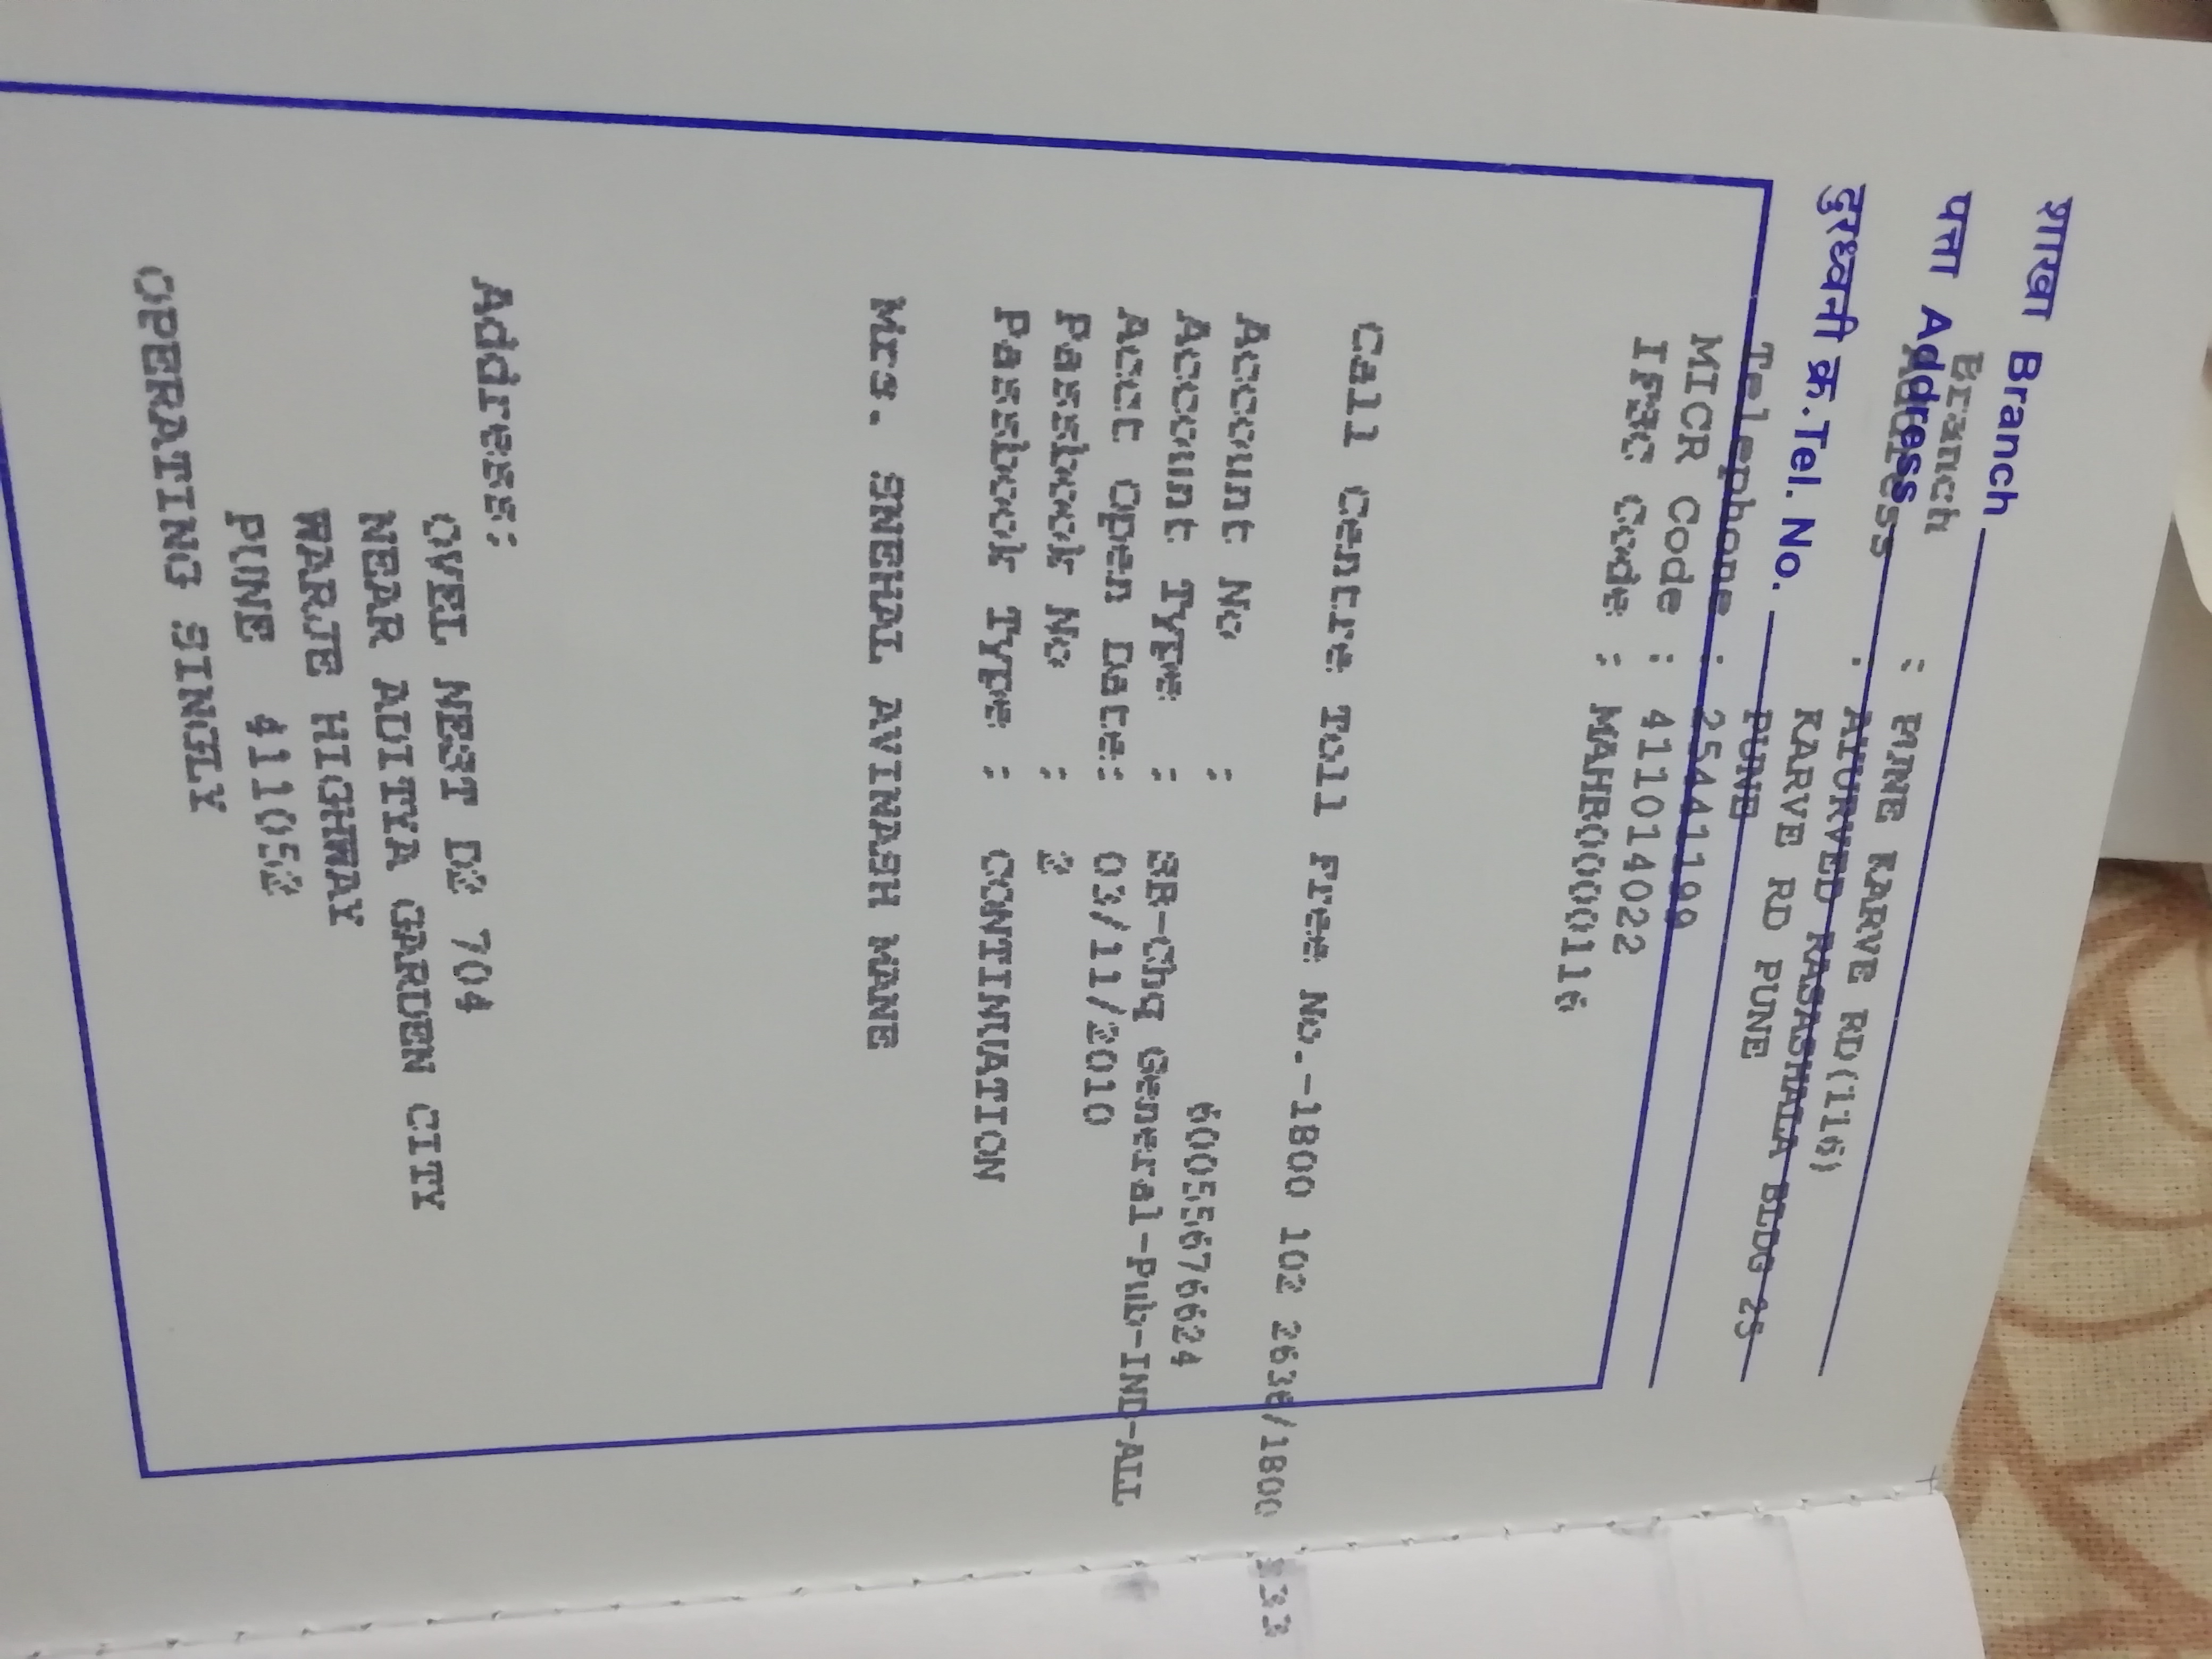 शाखा Branch
Branch : PUNE KARVE RD(116)
पत्ता Address
Address : AYURVED RASASHALA BLDG 25
KARVE RD PUNE
दुरध्वनी क्र.Tel. No.
PUNE
Telephone : 25441199
MICR Code : 411014022
IFSC Code : MAHB0000116
Call Centre Toll Free No.-1800 102 2636/1800 233
Account No : 60055676624
Account Type : SB-Chq General-Pub-IND-ALL
Acct Open Date: 03/11/2010
Passbook No : 2
Passbook Type : CONTINUATION
Mrs. SNEHAL AVINASH MANE
Address:
OVEL NEST D2 704
NEAR ADITYA GARDEN CITY
WARJE HIGHWAY
PUNE 411052
OPERATING SINGLY